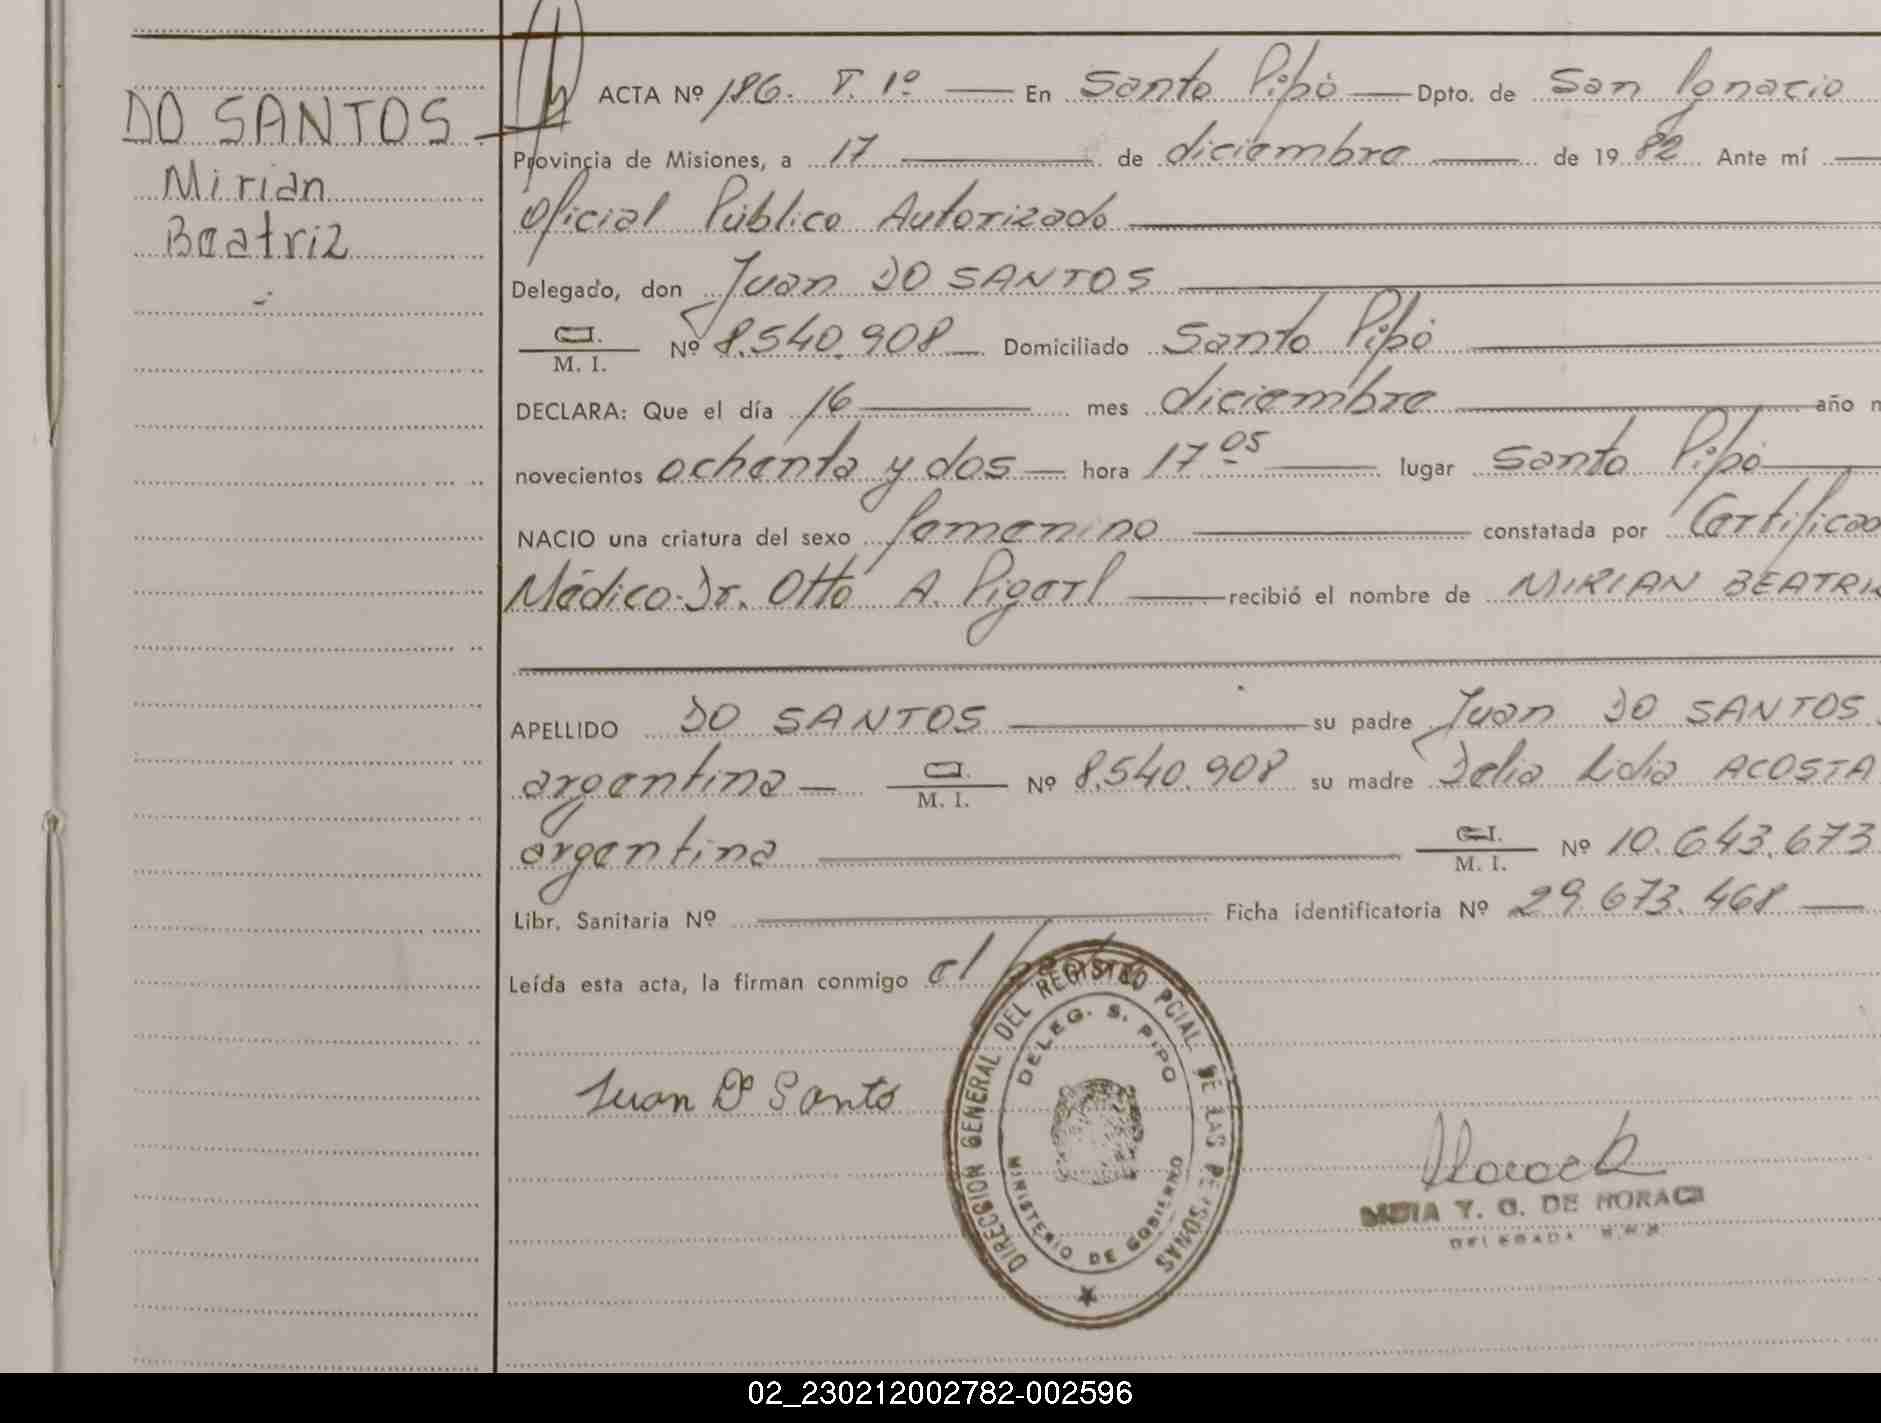 DO SANTOS
Mirian
Beatriz
ACTA Nº 186. T. 1º — En Santo Pipó — Dpto. de San Ignacio
Provincia de Misiones, a 17 — de diciembre — de 1982 Ante mí —
Oficial Público Autorizado
Delegado, don Juan DO SANTOS
C.I.
M. I. Nº 8.540.908 — Domiciliado Santo Pipó
DECLARA: Que el día 16 — mes diciembre — año
novecientos ochenta y dos — hora 17 05 — lugar Santo Pipó
NACIO una criatura del sexo femenino — constatada por Certificad
Médico. Dr. Otto A. — recibió el nombre de MIRIAN BEATRI
APELLIDO DO SANTOS — su padre Juan DO SANTOS
argentina — C.I.
M. I. Nº 8.540.908 su madre Delia Lidia ACOSTA
argentina — C.I.
M. I. Nº 10.643.673
Libr. Sanitaria Nº — Ficha identificatoria Nº 29.673.468 —
Leída esta acta, la firman conmigo el
DIRECCION GENERAL DEL REGISTRO PCIAL. DE LAS PERSONAS
DELEG. S. PIPO
MINISTERIO DE GOBIERNO
Juan Do Santo
Y. G. DE HORACK
DELEGADA
02_230212002782-002596